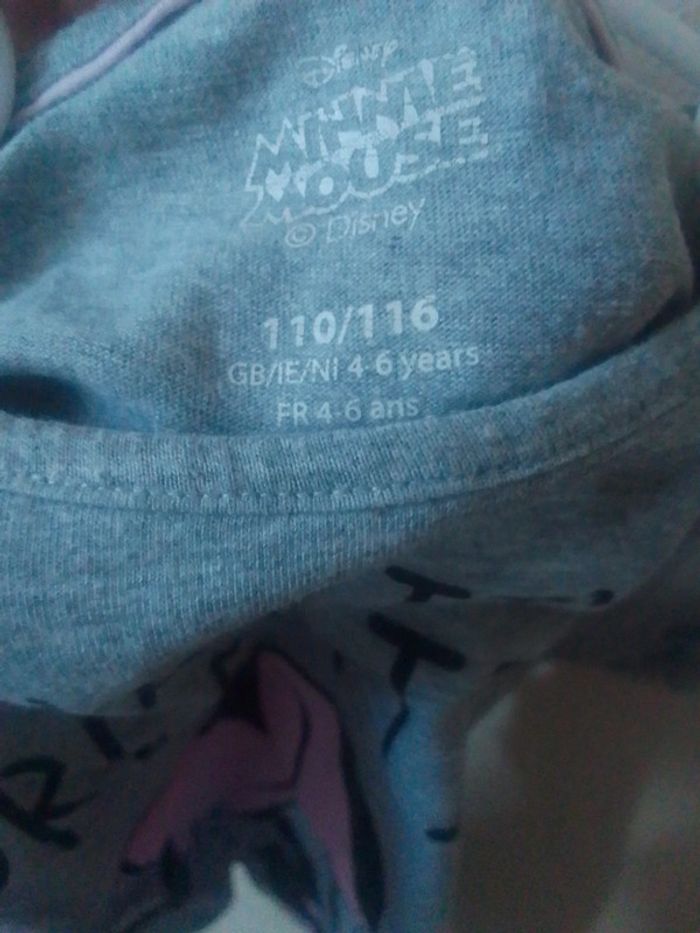 Disney
MINNIE
MOUSE
© Disney
110/116
GB/IE/NI 4-6 years
FR 4-6 ans